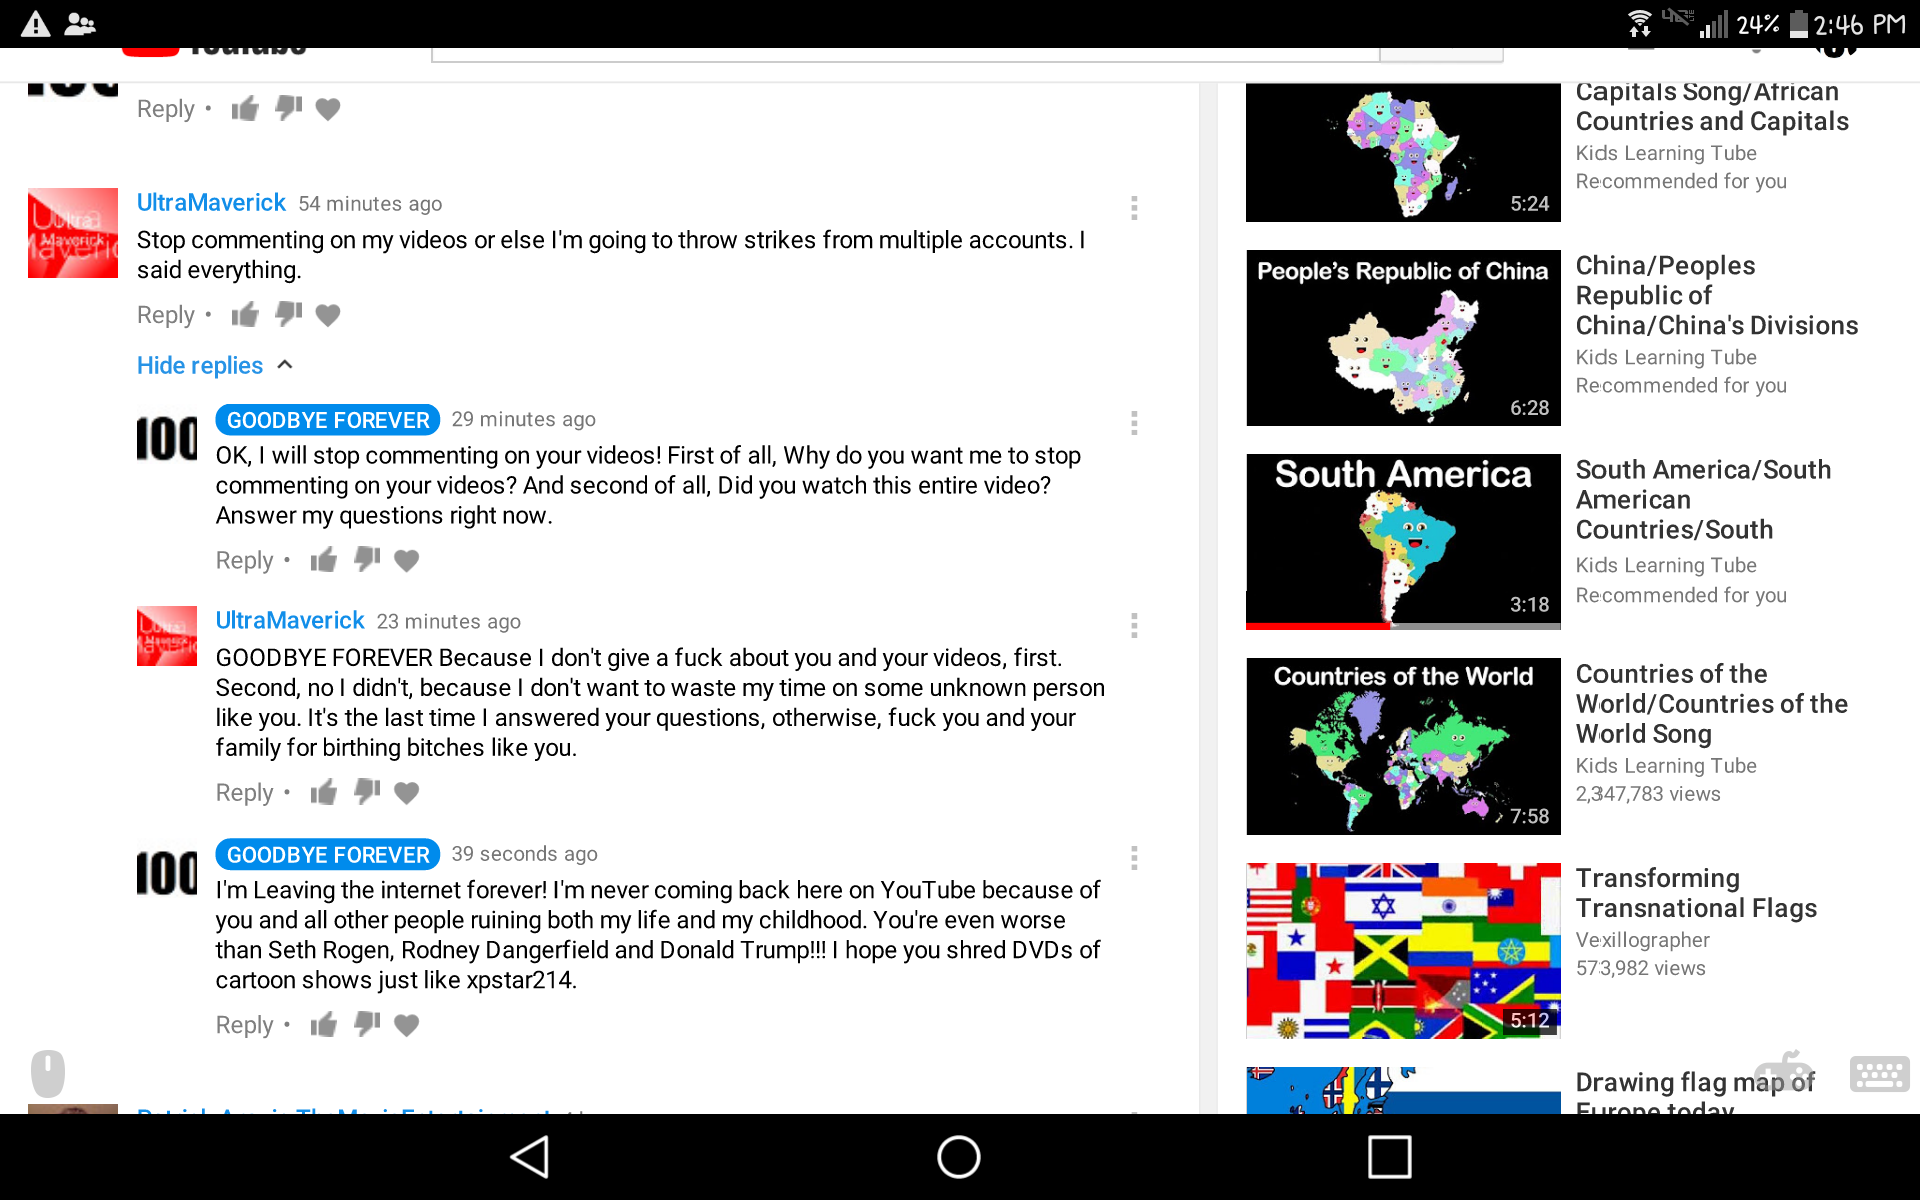 24% 2:46 PM
YouTube
Reply •
UltraMaverick 54 minutes ago
Stop commenting on my videos or else I'm going to throw strikes from multiple accounts. I
said everything.
Reply •
Hide replies
100
GOODBYE FOREVER 29 minutes ago
OK, I will stop commenting on your videos! First of all, Why do you want me to stop
commenting on your videos? And second of all, Did you watch this entire video?
Answer my questions right now.
Reply •
UltraMaverick 23 minutes ago
GOODBYE FOREVER Because I don't give a fuck about you and your videos, first.
Second, no I didn't, because I don't want to waste my time on some unknown person
like you. It's the last time I answered your questions, otherwise, fuck you and your
family for birthing bitches like you.
Reply •
100
GOODBYE FOREVER 39 seconds ago
I'm Leaving the internet forever! I'm never coming back here on YouTube because of
you and all other people ruining both my life and my childhood. You're even worse
than Seth Rogen, Rodney Dangerfield and Donald Trump!!! I hope you shred DVDs of
cartoon shows just like xpstar214.
Reply •
5:24
Capitals Song/African
Countries and Capitals
Kids Learning Tube
Recommended for you
People's Republic of China
6:28
China/Peoples
Republic of
China/China's Divisions
Kids Learning Tube
Recommended for you
South America
3:18
South America/South
American
Countries/South
Kids Learning Tube
Recommended for you
Countries of the World
7:58
Countries of the
World/Countries of the
World Song
Kids Learning Tube
2,347,783 views
5:12
Transforming
Transnational Flags
Vexillographer
573,982 views
Drawing flag map of
Europe today